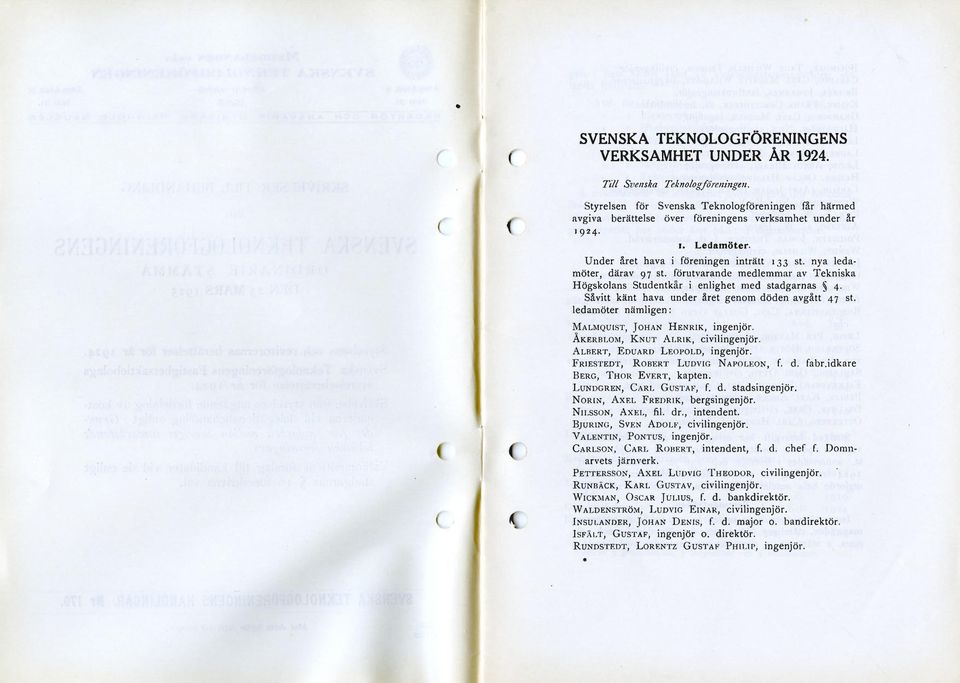 SVENSKA TEKNOLOGFÖRENINGENS
VERKSAMHET UNDER ÅR 1924.
Till Svenska Teknologföreningen.
Styrelsen för Svenska Teknologföreningen får härmed
avgiva berättelse över föreningens verksamhet under år
1924.
1. Ledamöter.
Under året hava i föreningen inträtt 133 st. nya leda-
möter, därav 97 st. förutvarande medlemmar av Tekniska
Högskolans Studentkår i enlighet med stadgarnas § 4.
Såvitt känt hava under året genom döden avgått 47 st.
ledamöter nämligen:
MALMQUIST, JOHAN HENRIK, ingenjör.
ÅKERBLOM, KNUT ALRIK, civilingenjör.
ALBERT, EDUARD LEOPOLD, ingenjör.
FRIESTEDT, ROBERT LUDVIG NAPOLEON, f. d. fabr.idkare
BERG, THOR EVERT, kapten.
LUNDGREN, CARL GUSTAF, f. d. stadsingenjör.
NORIN, AXEL FREDRIK, bergsingenjör.
NILSSON, AXEL, fil. dr., intendent.
BJURING, SVEN ADOLF, civilingenjör.
VALENTIN, PONTUS, ingenjör.
CARLSON, CARL ROBERT, intendent, f. d. chef f. Domn-
arvets järnverk.
PETTERSSON, AXEL LUDVIG THEODOR, civilingenjör.
RUNBÄCK, KARL GUSTAV, civilingenjör.
WICKMAN, OSCAR JULIUS, f. d. bankdirektör.
WALDENSTRÖM, LUDVIG EINAR, civilingenjör.
INSULANDER, JOHAN DENIS, f. d. major o. bandirektör.
ISFÄLT, GUSTAF, ingenjör o. direktör.
RUNDSTEDT, LORENTZ GUSTAF PHILIP, ingenjör.